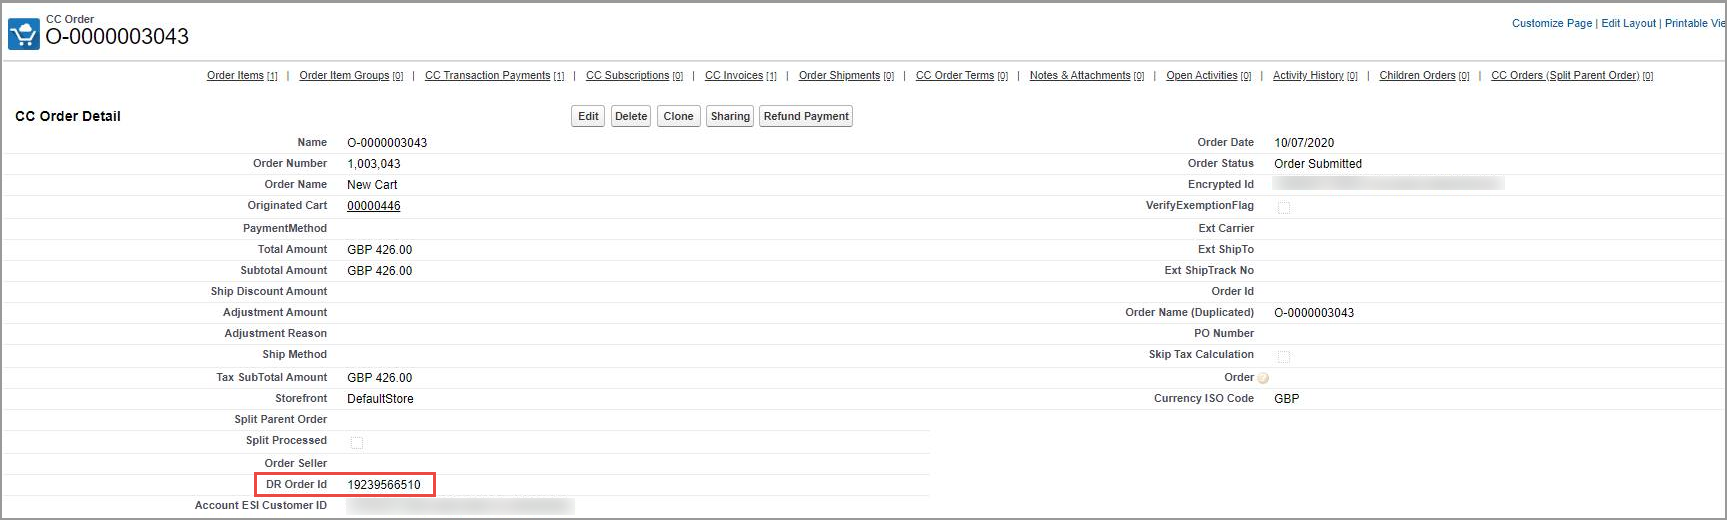 CC Order
O-0000003043
Customize Page | Edit Layout | Printable Vie
Order Items [1] | Order Item Groups [0] | CC Transaction Payments [1] | CC Subscriptions [0] | CC Invoices [1] | Order Shipments [0] | CC Order Terms [0] | Notes & Attachments [0] | Open Activities [0] | Activity History [0] | Children Orders [0] | CC Orders (Split Parent Order) [0]
CC Order Detail Edit Delete Clone Sharing Refund Payment
Name O-0000003043 Order Date 10/07/2020
Order Number 1,003,043 Order Status Order Submitted
Order Name New Cart Encrypted Id
Originated Cart 00000446 VerifyExemptionFlag
PaymentMethod Ext Carrier
Total Amount GBP 426.00 Ext ShipTo
Subtotal Amount GBP 426.00 Ext ShipTrack No
Ship Discount Amount Order Id
Adjustment Amount Order Name (Duplicated) O-0000003043
Adjustment Reason PO Number
Ship Method Skip Tax Calculation
Tax SubTotal Amount GBP 426.00 Order
Storefront DefaultStore Currency ISO Code GBP
Split Parent Order
Split Processed
Order Seller
DR Order Id 19239566510
Account ESI Customer ID